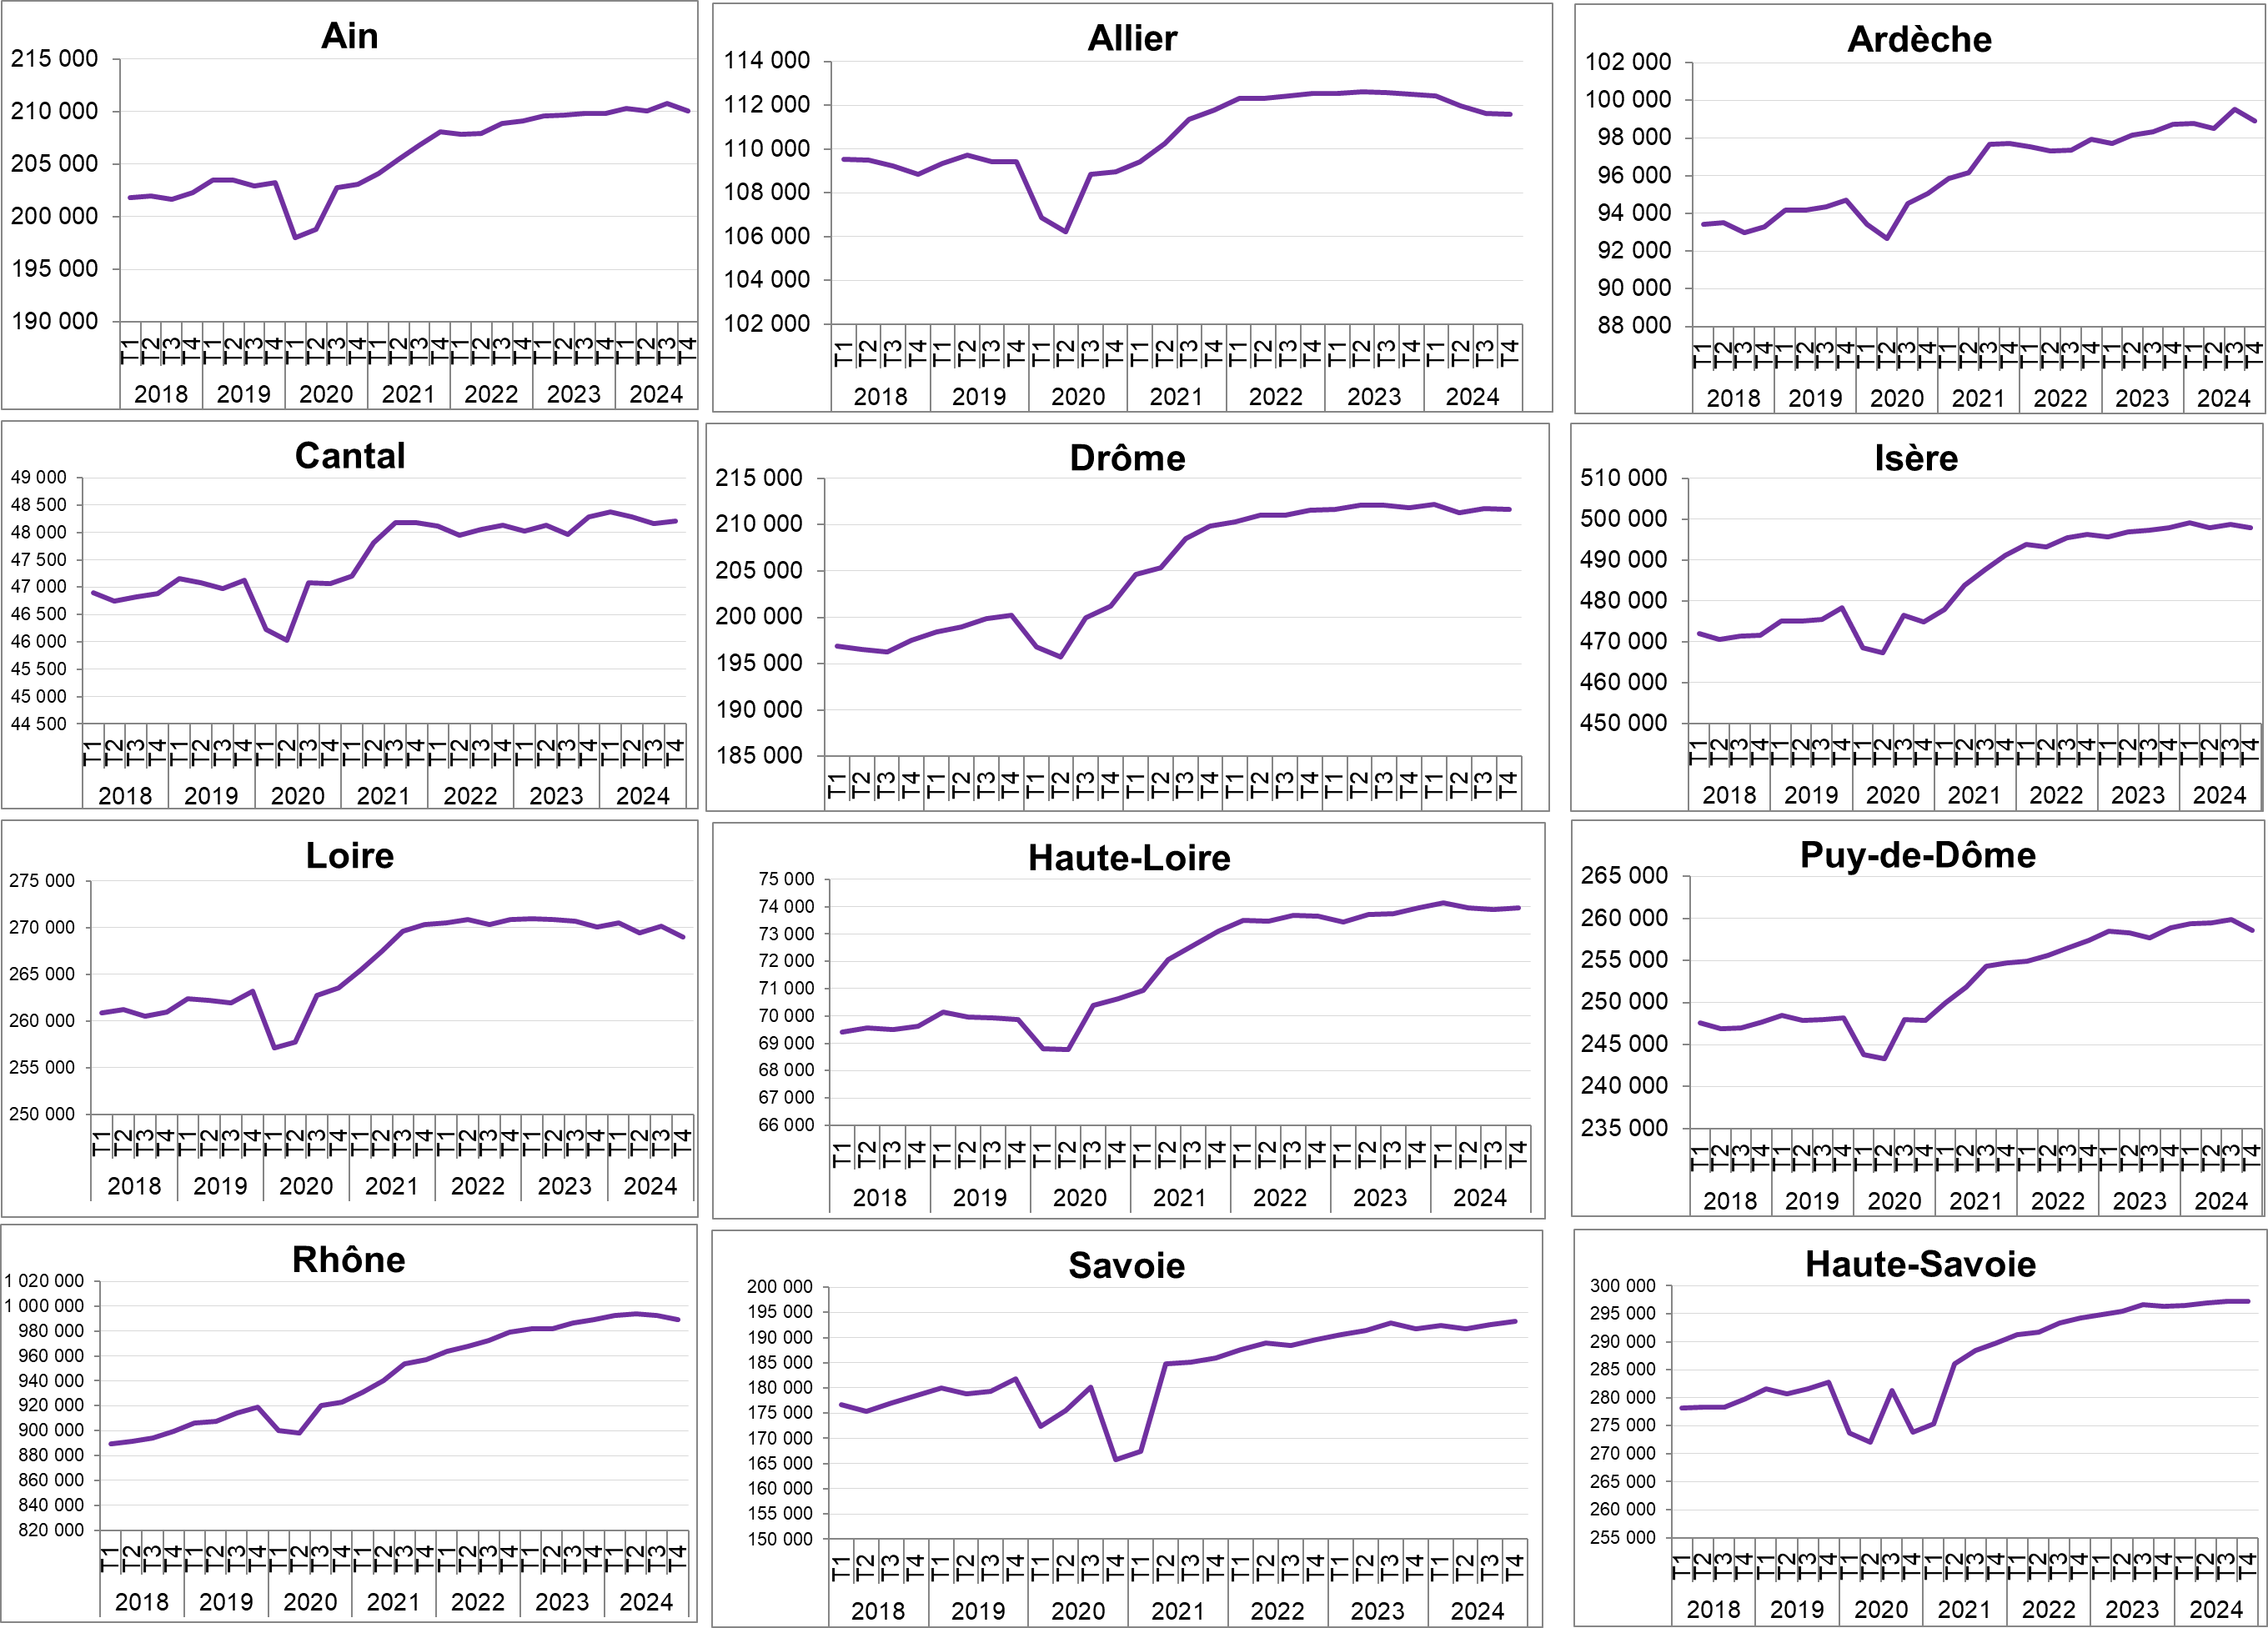 Ain
215 000
210 000
205 000
200 000
195 000
190 000
T1 T2 T3 T4 T1 T2 T3 T4 T1 T2 T3 T4 T1 T2 T3 T4 T1 T2 T3 T4 T1 T2 T3 T4 T1 T2 T3 T4
2018 2019 2020 2021 2022 2023 2024
Allier
114 000
112 000
110 000
108 000
106 000
104 000
102 000
T1 T2 T3 T4 T1 T2 T3 T4 T1 T2 T3 T4 T1 T2 T3 T4 T1 T2 T3 T4 T1 T2 T3 T4 T1 T2 T3 T4
2018 2019 2020 2021 2022 2023 2024
Ardèche
102 000
100 000
98 000
96 000
94 000
92 000
90 000
88 000
T1 T2 T3 T4 T1 T2 T3 T4 T1 T2 T3 T4 T1 T2 T3 T4 T1 T2 T3 T4 T1 T2 T3 T4 T1 T2 T3 T4
2018 2019 2020 2021 2022 2023 2024
Cantal
49 000
48 500
48 000
47 500
47 000
46 500
46 000
45 500
45 000
44 500
T1 T2 T3 T4 T1 T2 T3 T4 T1 T2 T3 T4 T1 T2 T3 T4 T1 T2 T3 T4 T1 T2 T3 T4 T1 T2 T3 T4
2018 2019 2020 2021 2022 2023 2024
Drôme
215 000
210 000
205 000
200 000
195 000
190 000
185 000
T1 T2 T3 T4 T1 T2 T3 T4 T1 T2 T3 T4 T1 T2 T3 T4 T1 T2 T3 T4 T1 T2 T3 T4 T1 T2 T3 T4
2018 2019 2020 2021 2022 2023 2024
Isère
510 000
500 000
490 000
480 000
470 000
460 000
450 000
T1 T2 T3 T4 T1 T2 T3 T4 T1 T2 T3 T4 T1 T2 T3 T4 T1 T2 T3 T4 T1 T2 T3 T4 T1 T2 T3 T4
2018 2019 2020 2021 2022 2023 2024
Loire
275 000
270 000
265 000
260 000
255 000
250 000
T1 T2 T3 T4 T1 T2 T3 T4 T1 T2 T3 T4 T1 T2 T3 T4 T1 T2 T3 T4 T1 T2 T3 T4 T1 T2 T3 T4
2018 2019 2020 2021 2022 2023 2024
Haute-Loire
75 000
74 000
73 000
72 000
71 000
70 000
69 000
68 000
67 000
66 000
T1 T2 T3 T4 T1 T2 T3 T4 T1 T2 T3 T4 T1 T2 T3 T4 T1 T2 T3 T4 T1 T2 T3 T4 T1 T2 T3 T4
2018 2019 2020 2021 2022 2023 2024
Puy-de-Dôme
265 000
260 000
255 000
250 000
245 000
240 000
235 000
T1 T2 T3 T4 T1 T2 T3 T4 T1 T2 T3 T4 T1 T2 T3 T4 T1 T2 T3 T4 T1 T2 T3 T4 T1 T2 T3 T4
2018 2019 2020 2021 2022 2023 2024
Rhône
1 020 000
1 000 000
980 000
960 000
940 000
920 000
900 000
880 000
860 000
840 000
820 000
T1 T2 T3 T4 T1 T2 T3 T4 T1 T2 T3 T4 T1 T2 T3 T4 T1 T2 T3 T4 T1 T2 T3 T4 T1 T2 T3 T4
2018 2019 2020 2021 2022 2023 2024
Savoie
200 000
195 000
190 000
185 000
180 000
175 000
170 000
165 000
160 000
155 000
150 000
T1 T2 T3 T4 T1 T2 T3 T4 T1 T2 T3 T4 T1 T2 T3 T4 T1 T2 T3 T4 T1 T2 T3 T4 T1 T2 T3 T4
2018 2019 2020 2021 2022 2023 2024
Haute-Savoie
300 000
295 000
290 000
285 000
280 000
275 000
270 000
265 000
260 000
255 000
T1 T2 T3 T4 T1 T2 T3 T4 T1 T2 T3 T4 T1 T2 T3 T4 T1 T2 T3 T4 T1 T2 T3 T4 T1 T2 T3 T4
2018 2019 2020 2021 2022 2023 2024